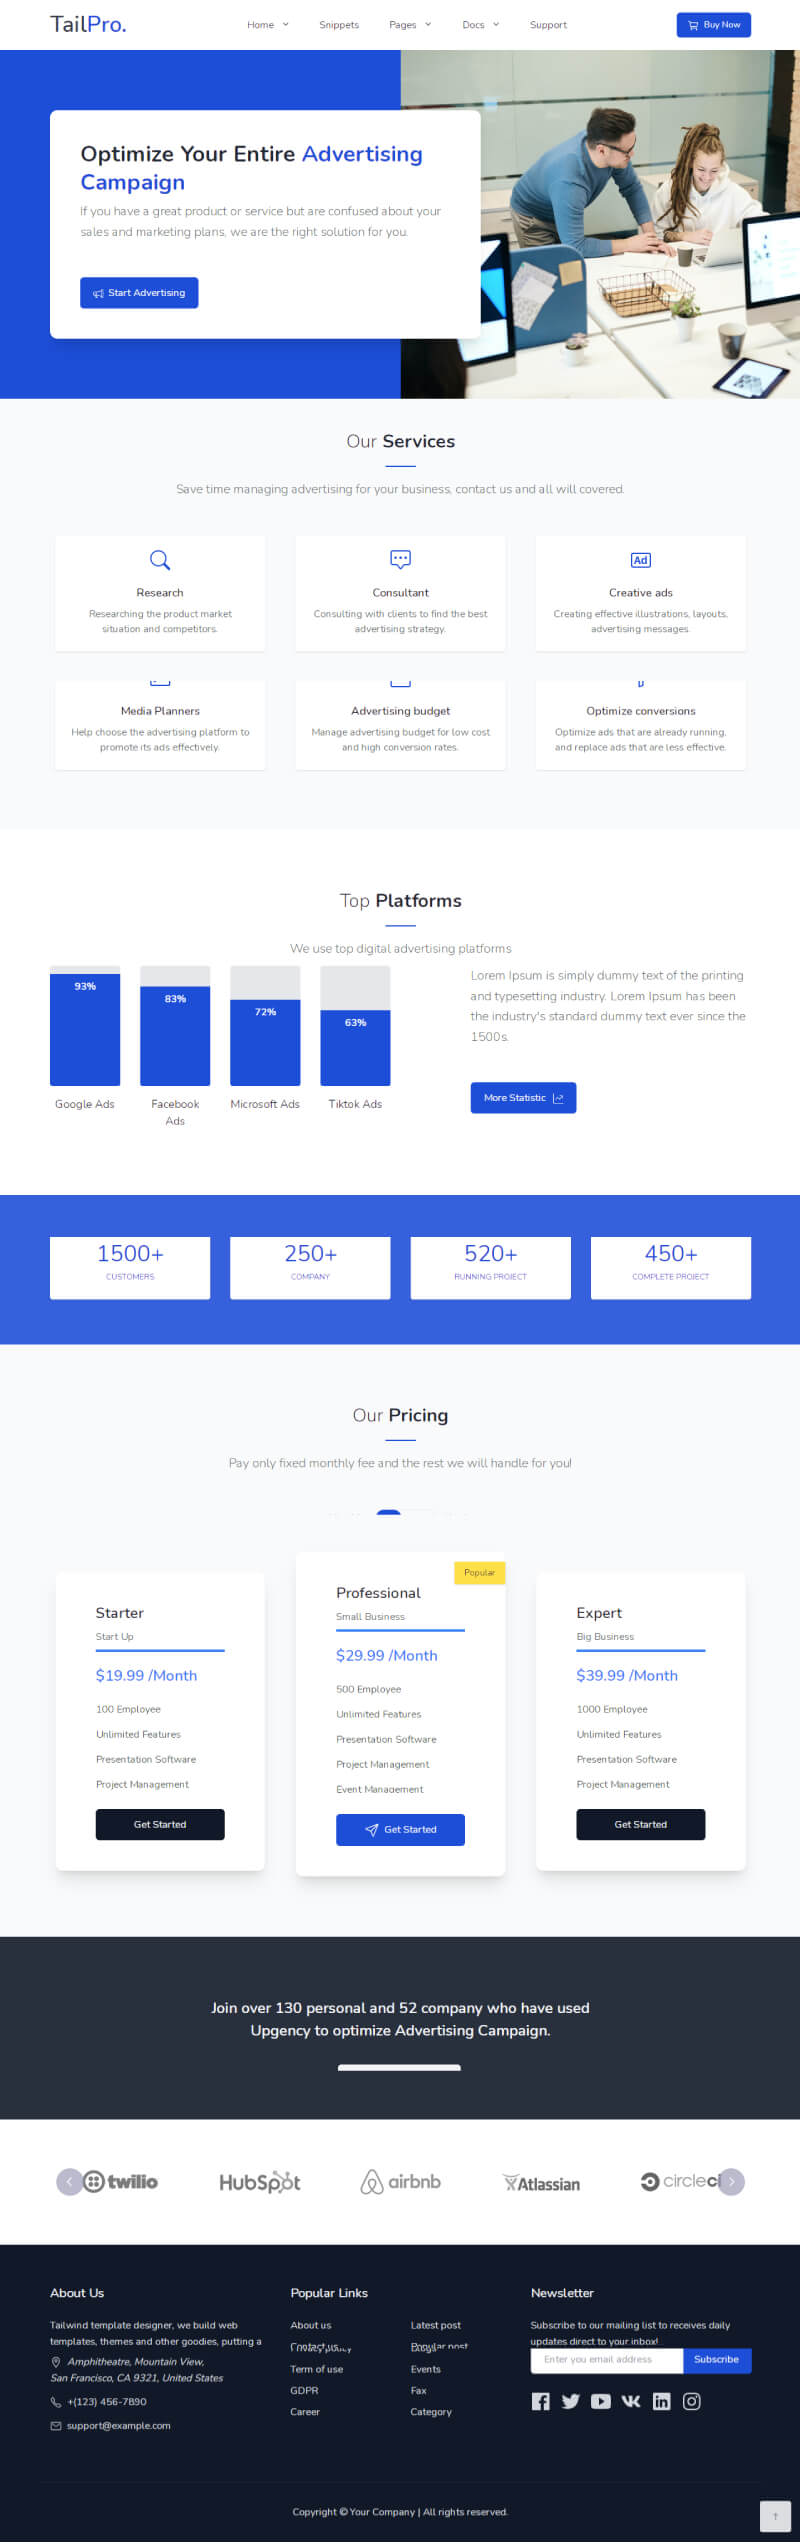 TailPro.
Home
Snippets
Pages
Docs
Support
Buy Now
Optimize Your Entire Advertising
Campaign
If you have a great product or service but are confused about your
sales and marketing plans, we are the right solution for you.
Start Advertising
Our Services
Save time managing advertising for your business, contact us and all will covered.
Research
Researching the product market
situation and competitors.
Consultant
Consulting with clients to find the best
advertising strategy.
Ad
Creative ads
Creating effective illustrations, layouts,
advertising messages.
Media Planners
Help choose the advertising platform to
promote its ads effectively.
Advertising budget
Manage advertising budget for low cost
and high conversion rates.
Optimize conversions
Optimize ads that are already running,
and replace ads that are less effective.
Top Platforms
We use top digital advertising platforms
93%
83%
72%
63%
Google Ads
Facebook
Ads
Microsoft Ads
Tiktok Ads
Lorem Ipsum is simply dummy text of the printing
and typesetting industry. Lorem Ipsum has been
the industry's standard dummy text ever since the
1500s.
More Statistic
1500+
CUSTOMERS
250+
COMPANY
520+
RUNNING PROJECT
450+
COMPLETE PROJECT
Our Pricing
Pay only fixed monthly fee and the rest we will handle for you!
Starter
Start Up
$19.99 /Month
100 Employee
Unlimited Features
Presentation Software
Project Management
Get Started
Popular
Professional
Small Business
$29.99 /Month
500 Employee
Unlimited Features
Presentation Software
Project Management
Event Management
Get Started
Expert
Big Business
$39.99 /Month
1000 Employee
Unlimited Features
Presentation Software
Project Management
Get Started
Join over 130 personal and 52 company who have used
Upgency to optimize Advertising Campaign.
twilio
HubSpot
airbnb
Atlassian
circleci
About Us
Tailwind template designer, we build web
templates, themes and other goodies, putting a
Amphitheatre, Mountain View,
San Francisco, CA 9321, United States
+(123) 456-7890
support@example.com
Popular Links
About us
Term of use
GDPR
Career
Latest post
Popular post
Events
Fax
Category
Newsletter
Subscribe to our mailing list to receives daily
updates direct to your inbox!
Enter you email address
Subscribe
Copyright © Your Company | All rights reserved.